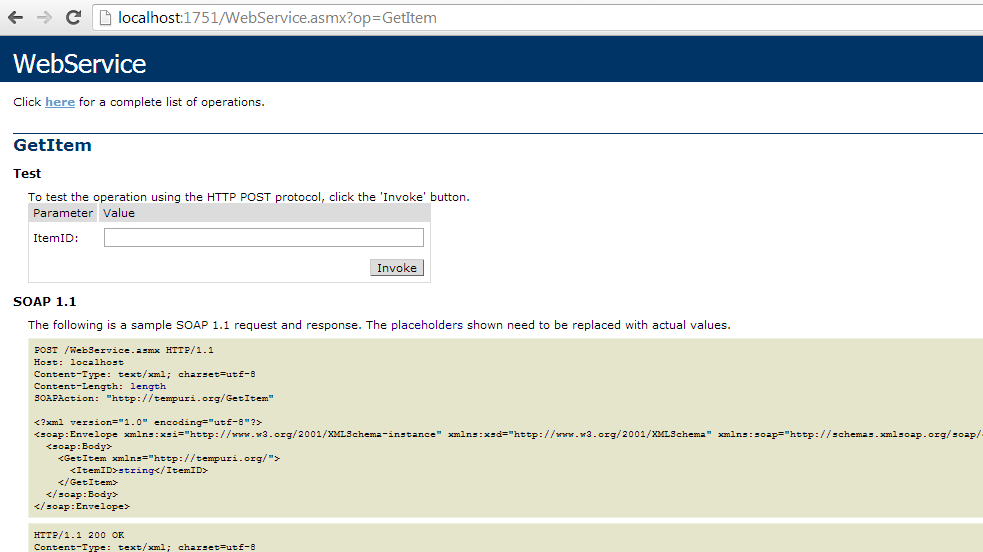 localhost:1751/WebService.asmx?op=GetItem
WebService
Click here for a complete list of operations.
GetItem
Test
To test the operation using the HTTP POST protocol, click the 'Invoke' button.
Parameter Value
ItemID:
Invoke
SOAP 1.1
The following is a sample SOAP 1.1 request and response. The placeholders shown need to be replaced with actual values.
POST /WebService.asmx HTTP/1.1
Host: localhost
Content-Type: text/xml; charset=utf-8
Content-Length: length
SOAPAction: "http://tempuri.org/GetItem"
<?xml version="1.0" encoding="utf-8"?>
<soap:Envelope xmlns:xsi="http://www.w3.org/2001/XMLSchema-instance" xmlns:xsd="http://www.w3.org/2001/XMLSchema" xmlns:soap="http://schemas.xmlsoap.org/soap/
<soap:Body>
<GetItem xmlns="http://tempuri.org/">
<ItemID>string</ItemID>
</GetItem>
</soap:Body>
</soap:Envelope>
HTTP/1.1 200 OK
Content-Type: text/xml; charset=utf-8